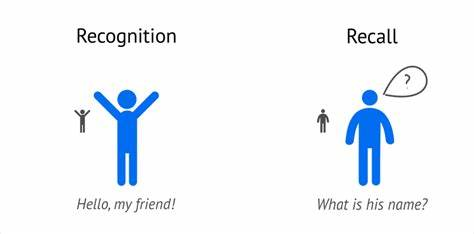 Recognition
Recall
?
Hello, my friend!
What is his name?